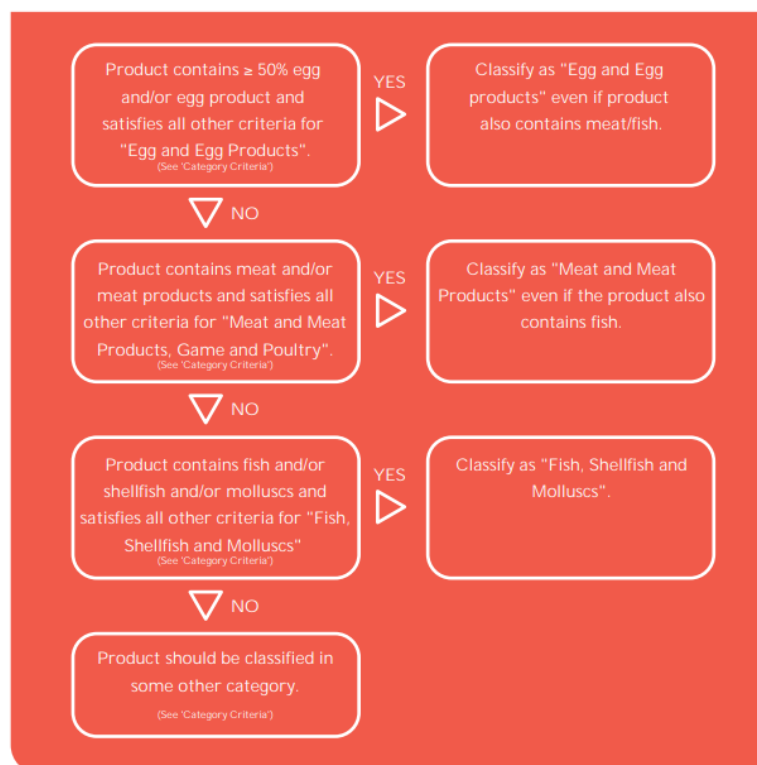 Product contains ≥ 50% egg
and/or egg product and
satisfies all other criteria for
"Egg and Egg Products".
(See 'Category Criteria')
YES
Classify as "Egg and Egg
products" even if product
also contains meat/fish.
NO
Product contains meat and/or
meat products and satisfies all
other criteria for "Meat and Meat
Products, Game and Poultry".
(See 'Category Criteria')
YES
Classify as "Meat and Meat
Products" even if the product also
contains fish.
NO
Product contains fish and/or
shellfish and/or molluscs and
satisfies all other criteria for "Fish,
Shellfish and Molluscs"
(See 'Category Criteria')
YES
Classify as "Fish, Shellfish and
Molluscs".
NO
Product should be classified in
some other category.
(See 'Category Criteria')